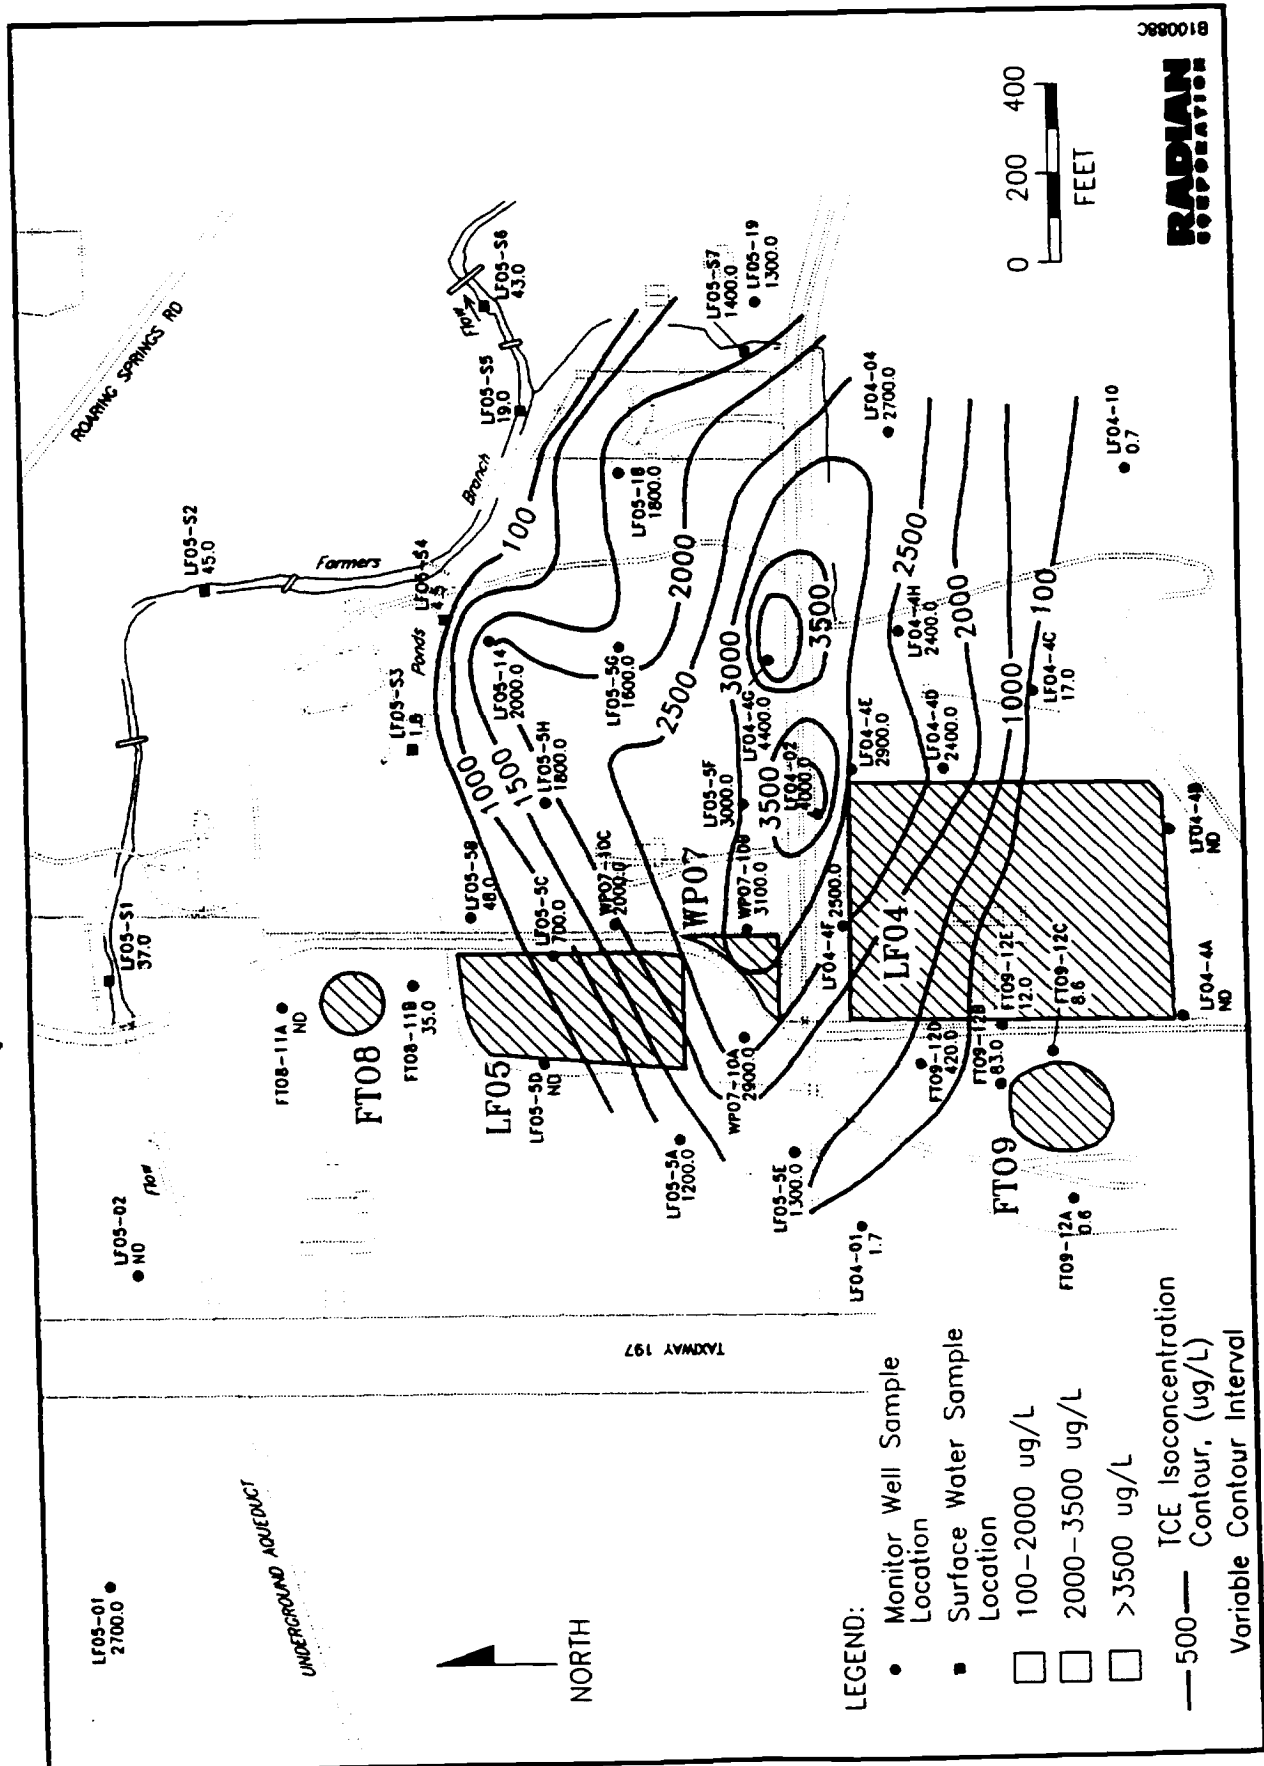 B10088C
ROARING SPRINGS RD
LF05-S6
43.0
Flow
LF05-S5
19.0
LF05-S7
1400.0
LF05-19
1300.0
0
200
400
FEET
RADIAN
CORPORATION
LF05-S2
45.0
Farmers
Branch
LF05-S4
4.5
Ponds
LF05-S3
1.8
100
LF05-18
1800.0
LF04-04
2700.0
LF04-10
0.7
LF05-14
2000.0
LF05-5G
1600.0
2000
2500
3000
3500
LF04-4G
4400.0
2500
LF04-4H
2400.0
2000
1000
100
LF04-4C
17.0
1000
1500
LF05-5H
1800.0
LF05-5F
3000.0
3500
LF04-02
4000.0
LF04-4E
2900.0
LF04-4D
2400.0
LF05-S1
37.0
LF05-5B
48.0
LF05-5C
700.0
WP07-10C
2000.0
WP07
WP07-10B
3100.0
LF04-4F 2500.0
LF04
LF04-4B
ND
FT08-11A
ND
FT08
FT08-11B
35.0
LF05
LF05-5D
ND
WP07-10A
2900.0
FT09-12D
420.0
FT09-12B
83.0
FT09-12E
12.0
FT09-12C
8.6
LF04-4A
ND
LF05-02
ND
Flow
LF05-5A
1200.0
LF05-5E
1300.0
LF04-01
1.7
FT09
FT09-12A
0.6
TAXIWAY 197
LF05-01
2700.0
UNDERGROUND AQUEDUCT
NORTH
LEGEND:
Monitor Well Sample
Location
Surface Water Sample
Location
100-2000 ug/L
2000-3500 ug/L
>3500 ug/L
500 TCE Isoconcentration
Contour, (ug/L)
Variable Contour Interval